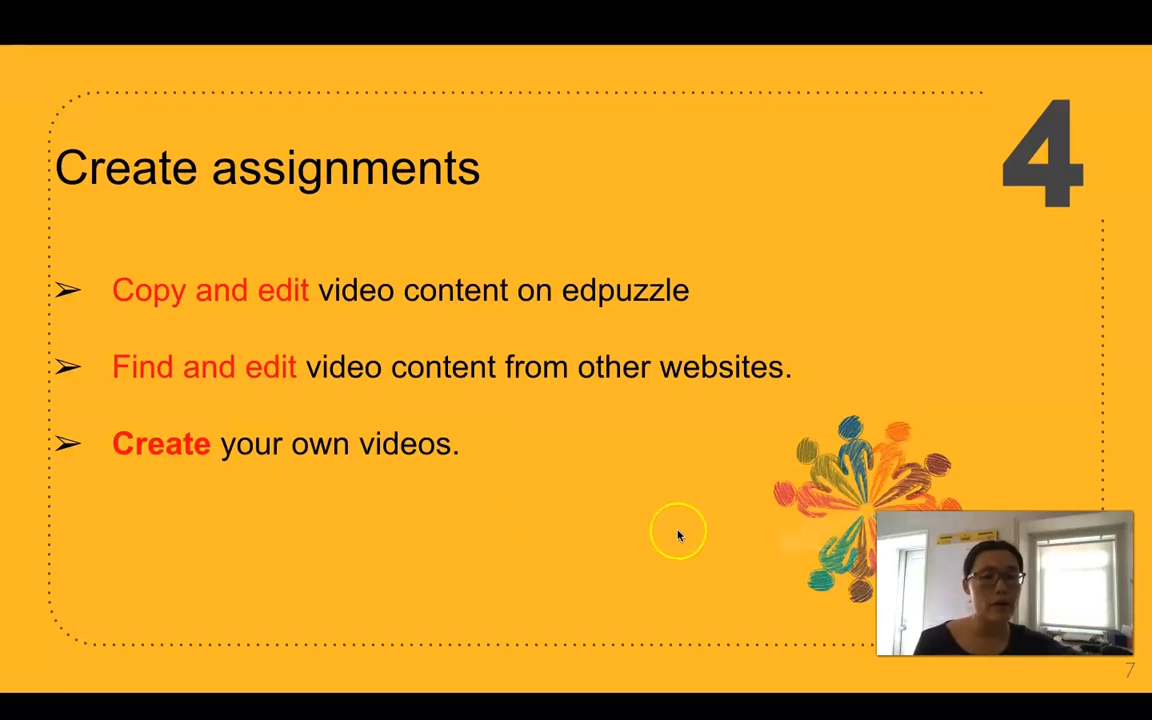 4
Create assignments
➢ Copy and edit video content on edpuzzle
➢ Find and edit video content from other websites.
➢ Create your own videos.
7